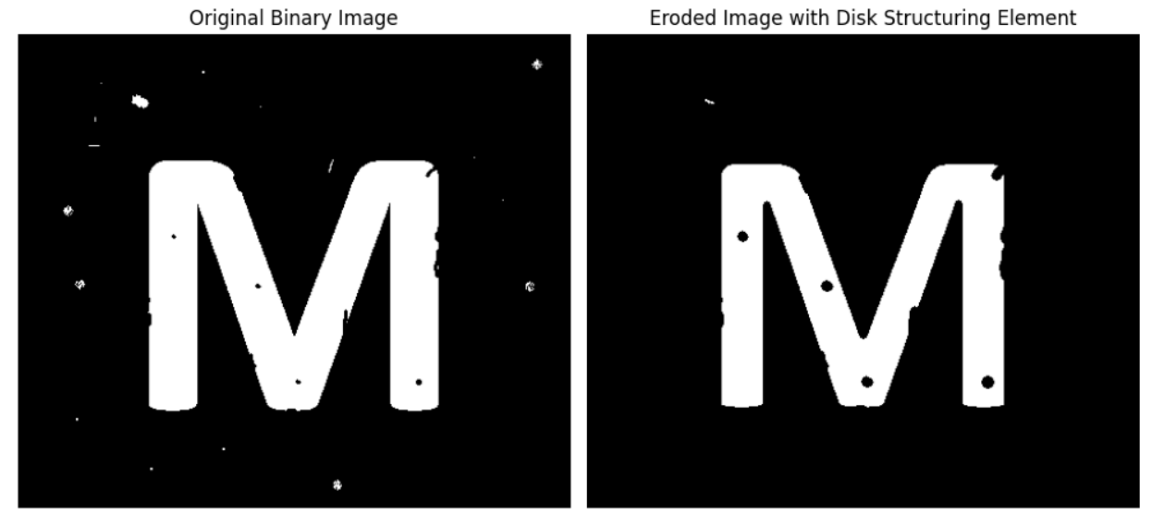 Original Binary Image
Eroded Image with Disk Structuring Element
M
M